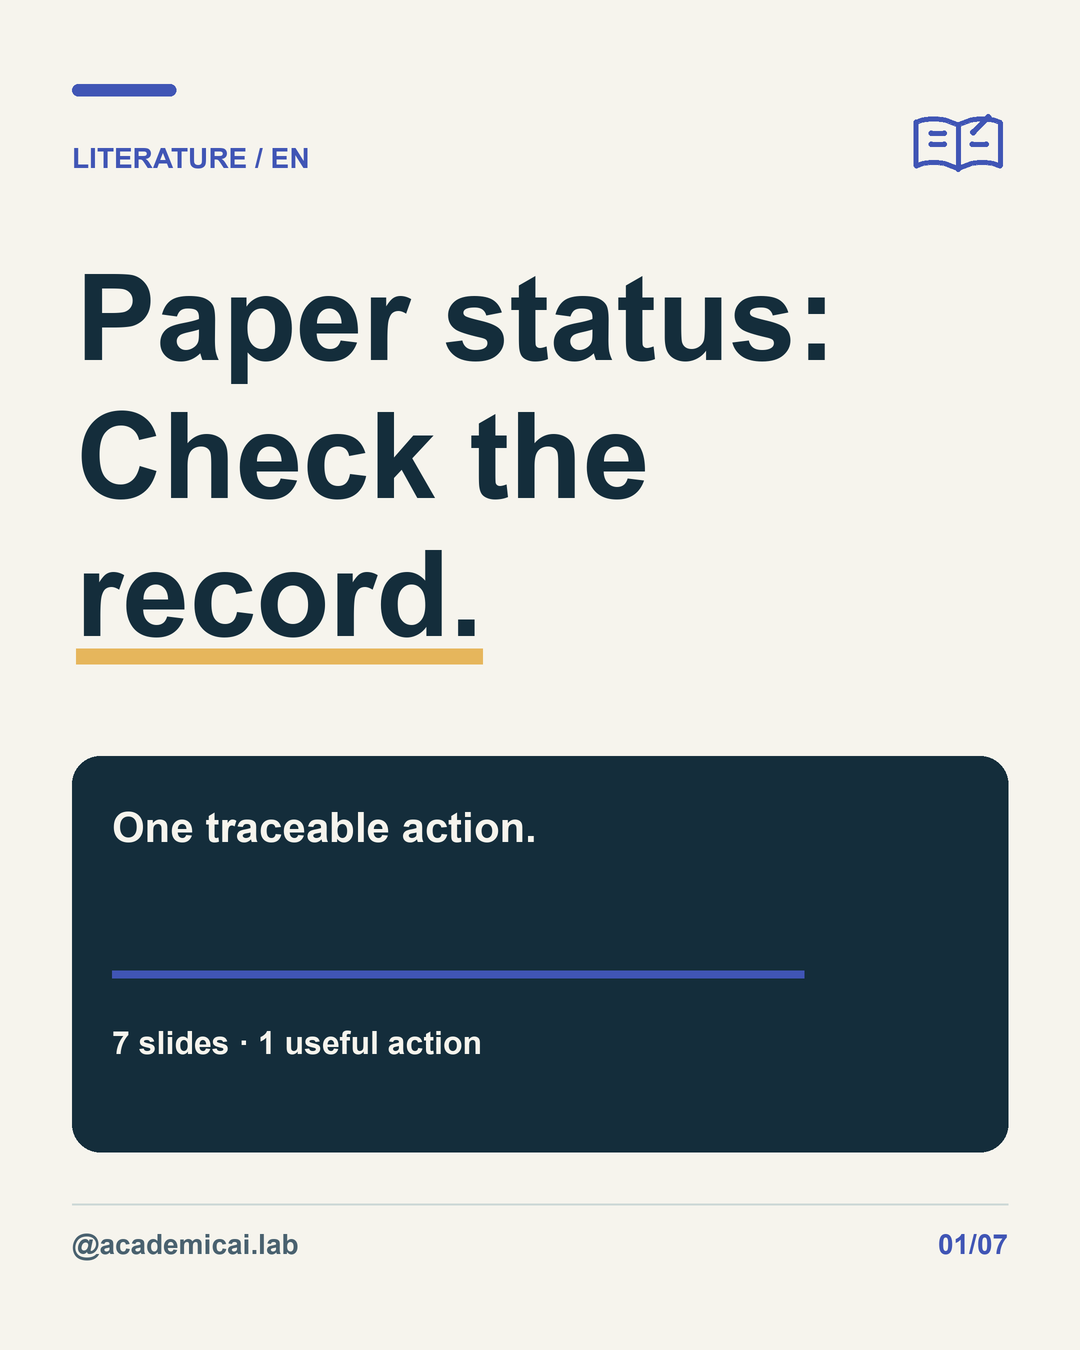 LITERATURE / EN
Paper status:
Check the
record.
One traceable action.
7 slides · 1 useful action
@academicai.lab
01/07